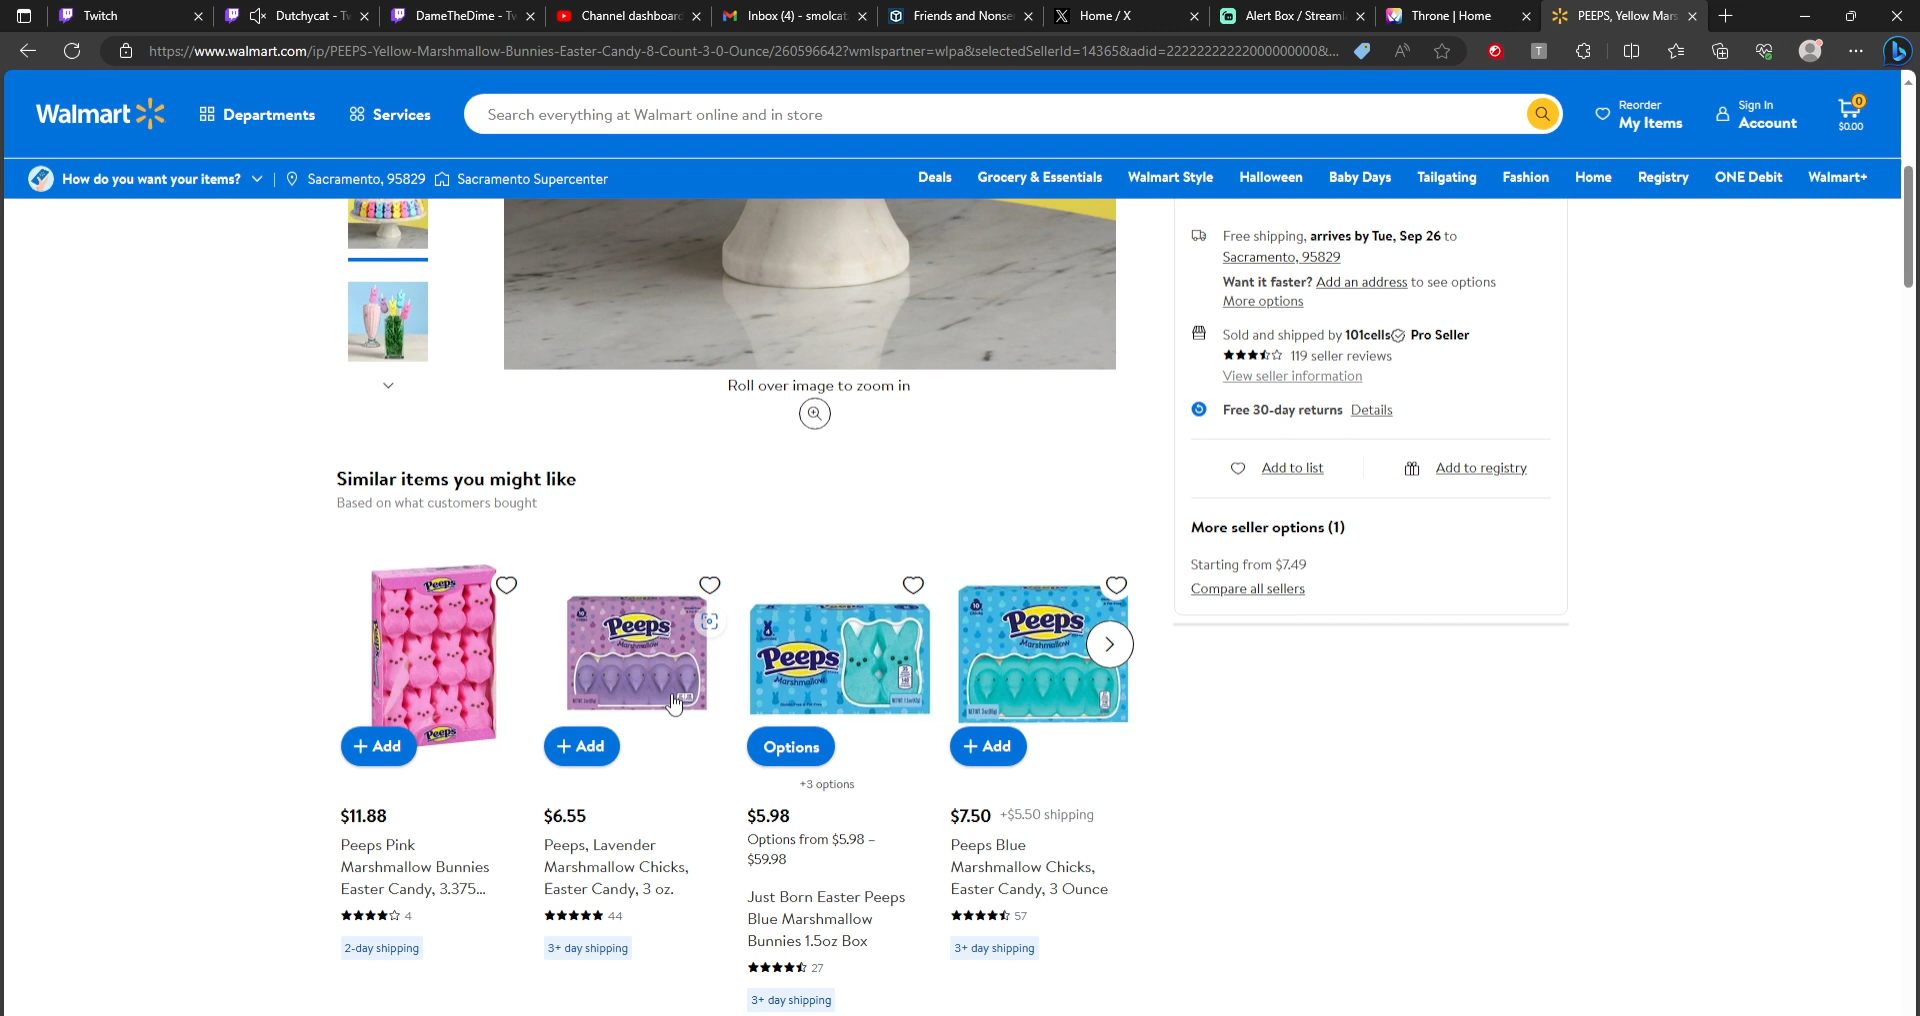 Twitch
Dutchycat - Tw
DameTheDime - Tw
Channel dashboard
Inbox (4) - smolcat
Friends and Nonse
Home / X
Alert Box / Streaml
Throne | Home
PEEPS, Yellow Mars
https://www.walmart.com/ip/PEEPS-Yellow-Marshmallow-Bunnies-Easter-Candy-8-Count-3-0-Ounce/260596642?wmlspartner=wlpa&selectedSellerId=14365&adid=222222222220000000000&...
Walmart
Departments
Services
Search everything at Walmart online and in store
Reorder
My Items
Sign In
Account
0
$0.00
How do you want your items?
Sacramento, 95829
Sacramento Supercenter
Deals
Grocery & Essentials
Walmart Style
Halloween
Baby Days
Tailgating
Fashion
Home
Registry
ONE Debit
Walmart+
Roll over image to zoom in
Free shipping, arrives by Tue, Sep 26 to
Sacramento, 95829
Want it faster? Add an address to see options
More options
Sold and shipped by 101cells Pro Seller
119 seller reviews
View seller information
Free 30-day returns Details
Add to list
Add to registry
More seller options (1)
Starting from $7.49
Compare all sellers
Similar items you might like
Based on what customers bought
Peeps
Peeps
Peeps
Marshmallow
Peeps
Marshmallow
Peeps
Marshmallow
+ Add
+ Add
Options
+ Add
+3 options
$11.88
Peeps Pink
Marshmallow Bunnies
Easter Candy, 3.375...
4
2-day shipping
$6.55
Peeps, Lavender
Marshmallow Chicks,
Easter Candy, 3 oz.
44
3+ day shipping
$5.98
Options from $5.98 –
$59.98
Just Born Easter Peeps
Blue Marshmallow
Bunnies 1.5oz Box
27
3+ day shipping
$7.50 +$5.50 shipping
Peeps Blue
Marshmallow Chicks,
Easter Candy, 3 Ounce
57
3+ day shipping